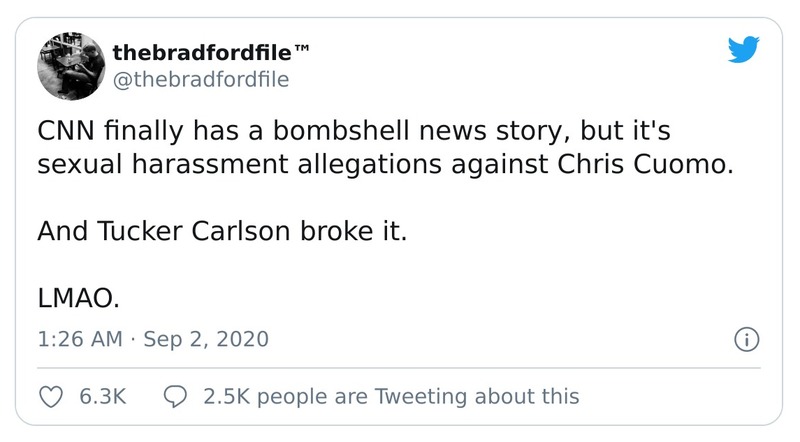 thebradfordfile™
@thebradfordfile
CNN finally has a bombshell news story, but it's
sexual harassment allegations against Chris Cuomo.
And Tucker Carlson broke it.
LMAO.
1:26 AM · Sep 2, 2020
6.3K 2.5K people are Tweeting about this